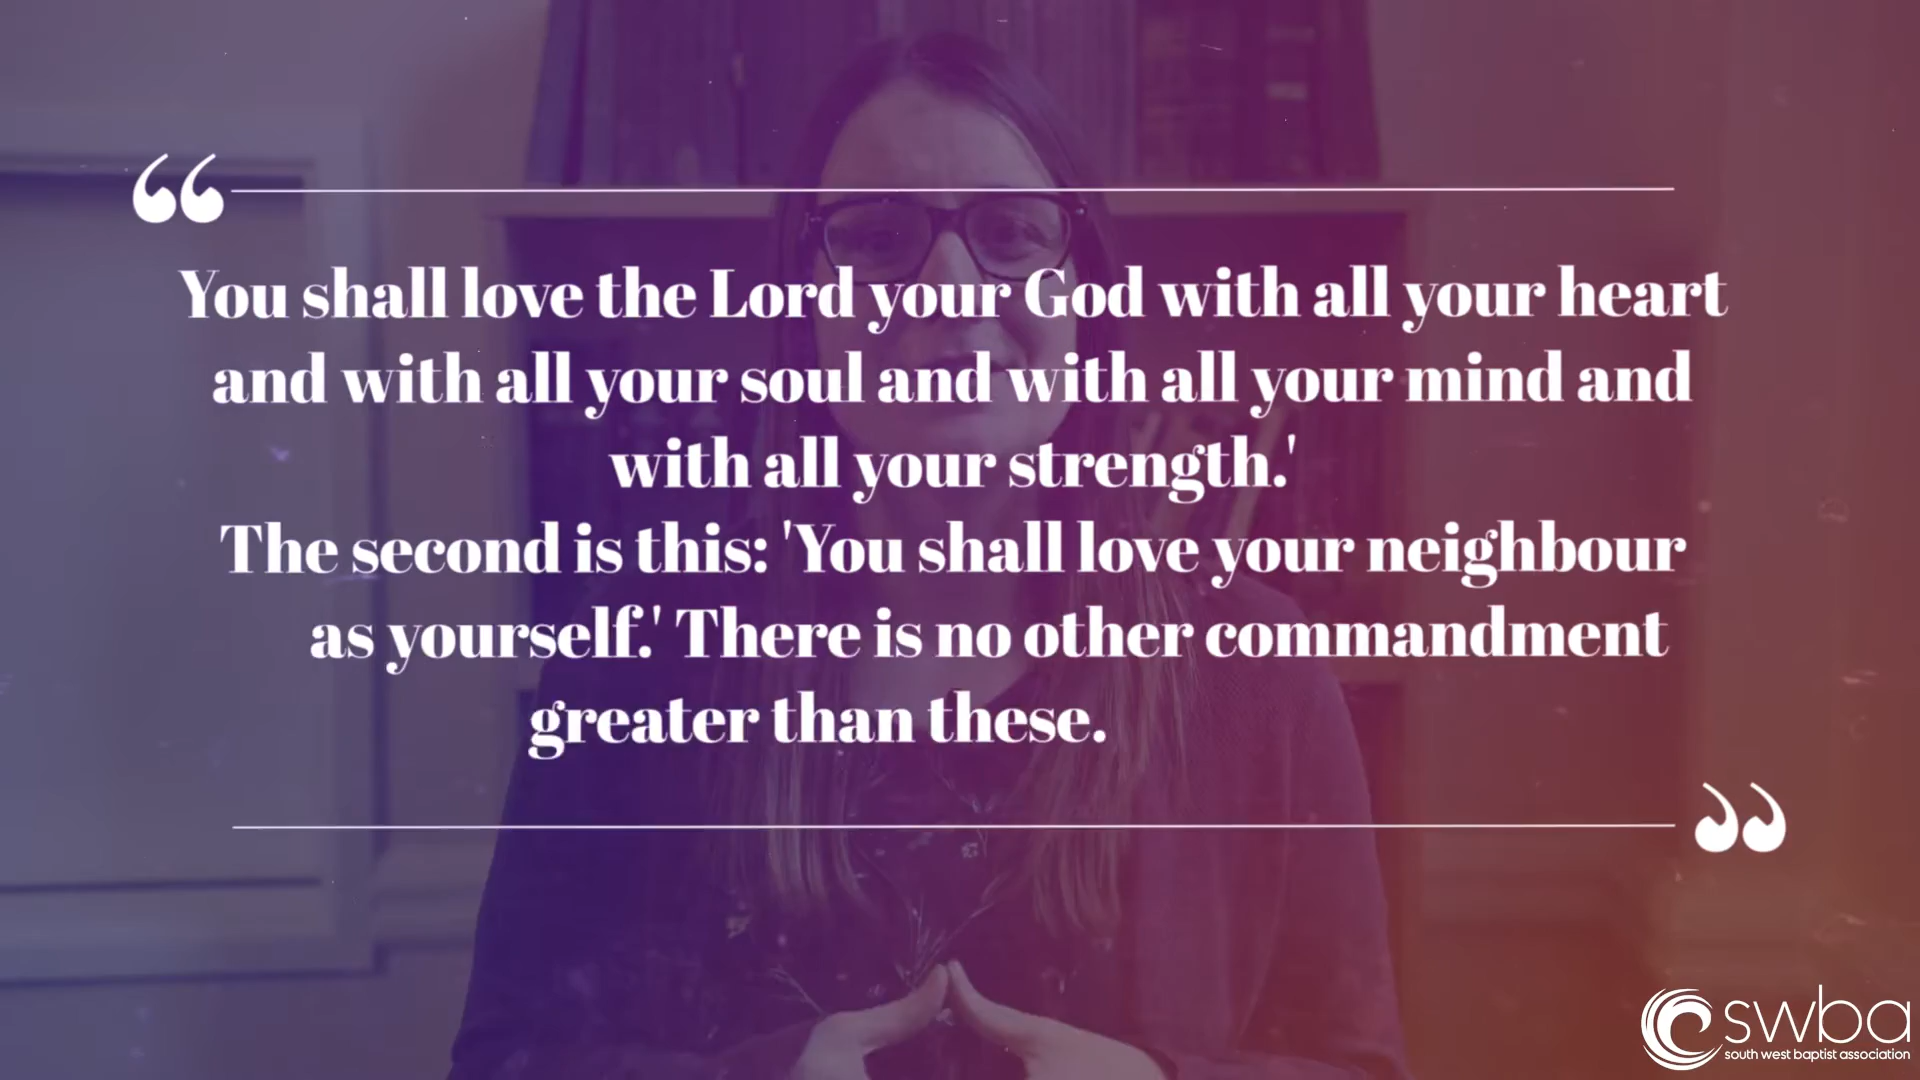 You shall love the Lord your God with all your heart
and with all your soul and with all your mind and
with all your strength.'
The second is this: 'You shall love your neighbour
as yourself.' There is no other commandment
greater than these.
swba
south west baptist association